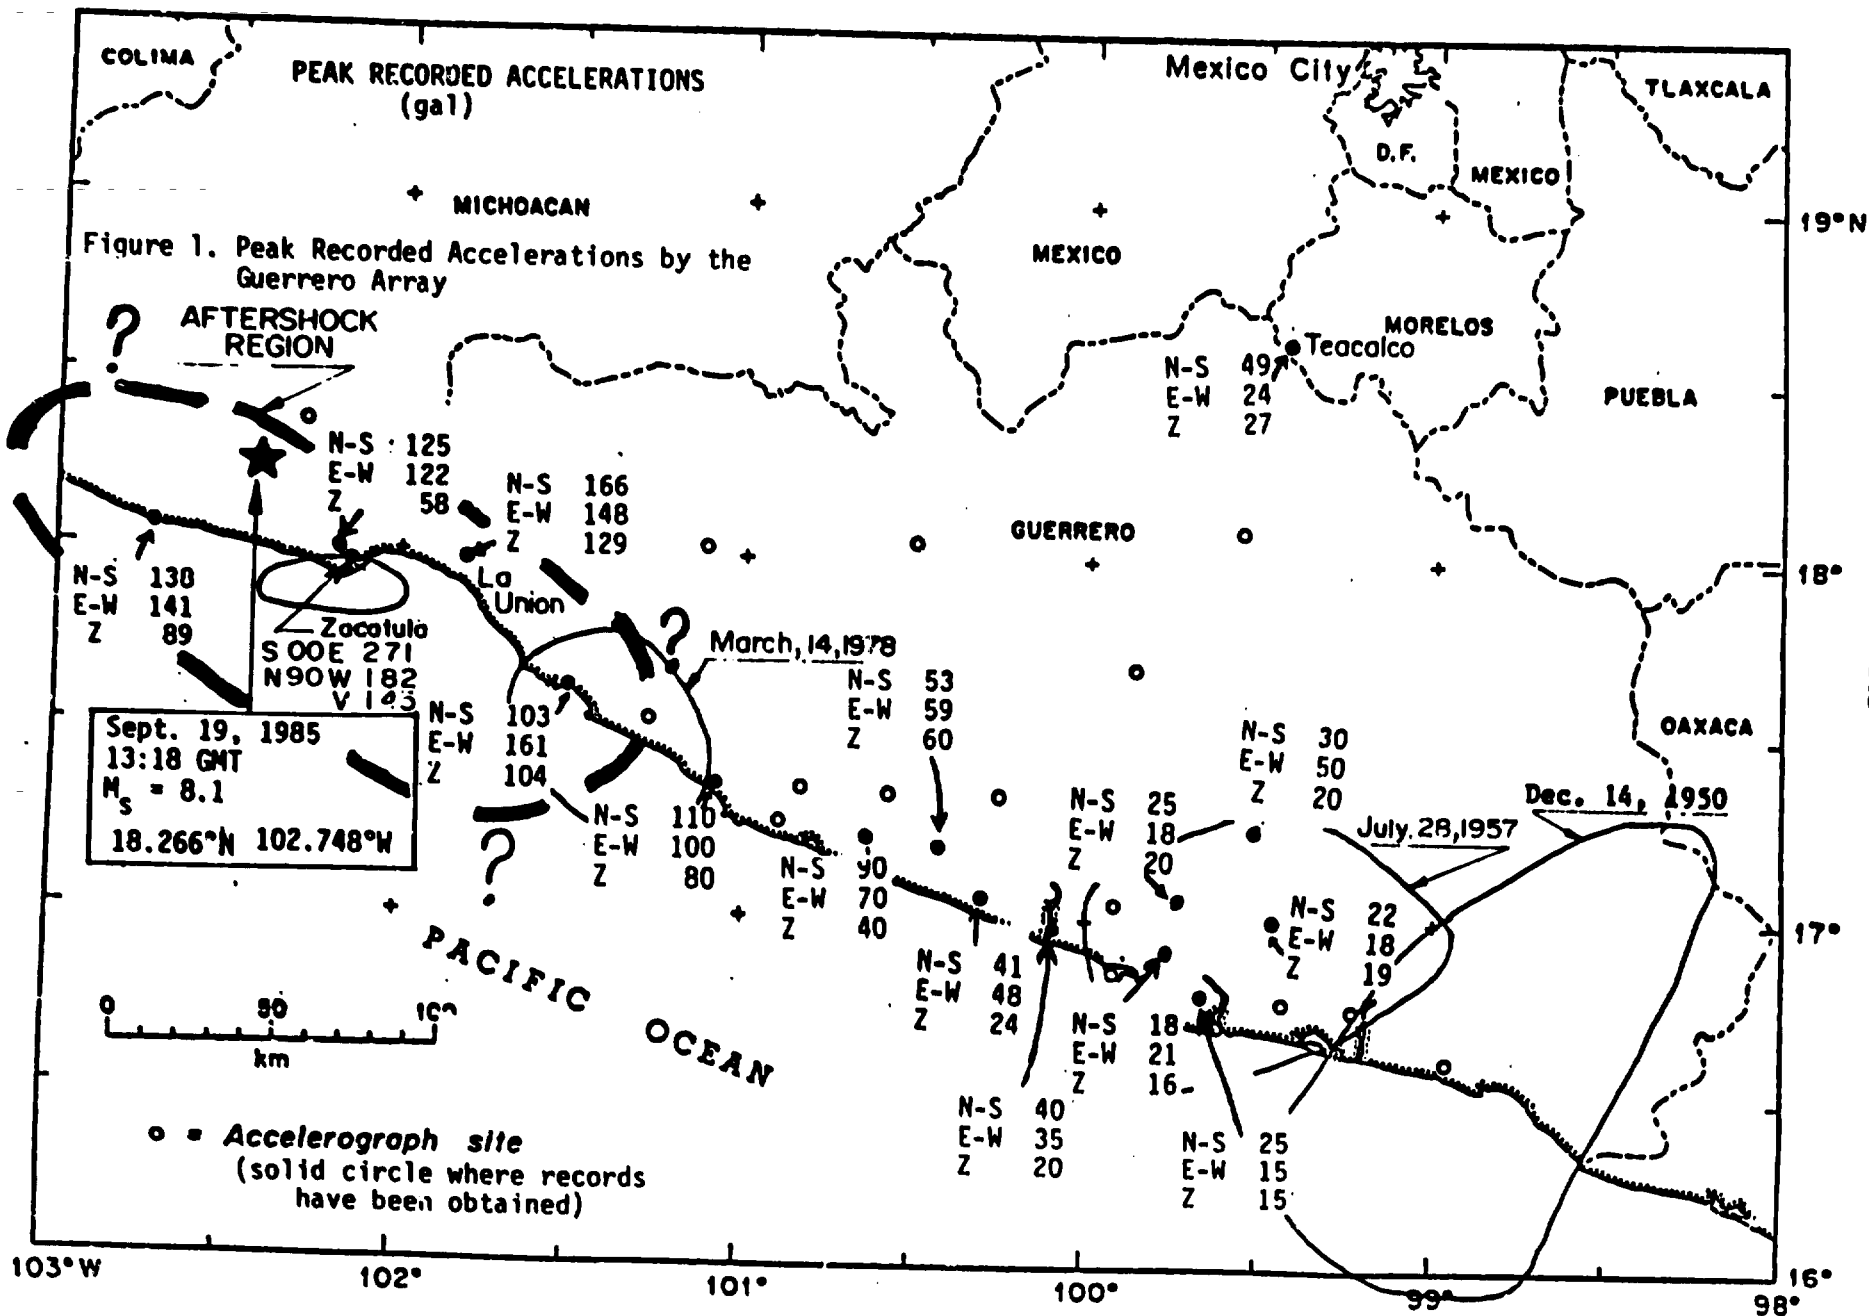 COLIMA
PEAK RECORDED ACCELERATIONS
(gal)
Mexico City
TLAXCALA
D.F.
MEXICO
MICHOACAN
19°N
Figure 1. Peak Recorded Accelerations by the
Guerrero Array
MEXICO
?
AFTERSHOCK
REGION
MORELOS
Teacalco
N-S 49
E-W 24
Z 27
PUEBLA
N-S 125
E-W 122
Z 58
N-S 166
E-W 148
Z 129
GUERRERO
La
Union
18°
N-S 138
E-W 141
Z 89
Zacatula
S 00E 271
N90W 182
V 143
?
March, 14, 1978
N-S 53
E-W 59
Z 60
OAXACA
Sept. 19, 1985
13:18 GMT
Ms = 8.1
18.266°N 102.748°W
N-S 103
E-W 161
Z 104
N-S 30
E-W 50
Z 20
Dec. 14, 1950
July. 28, 1957
N-S 25
E-W 18
Z 20
N-S 110
E-W 100
Z 80
?
N-S 90
E-W 70
Z 40
N-S 22
E-W 18
Z 19
17°
PACIFIC OCEAN
N-S 41
E-W 48
Z 24
N-S 18
E-W 21
Z 16
0 50
km
N-S 40
E-W 35
Z 20
N-S 25
E-W 15
Z 15
o = Accelerograph site
(solid circle where records
have been obtained)
16°
103°W 102° 101° 100° 99° 98°